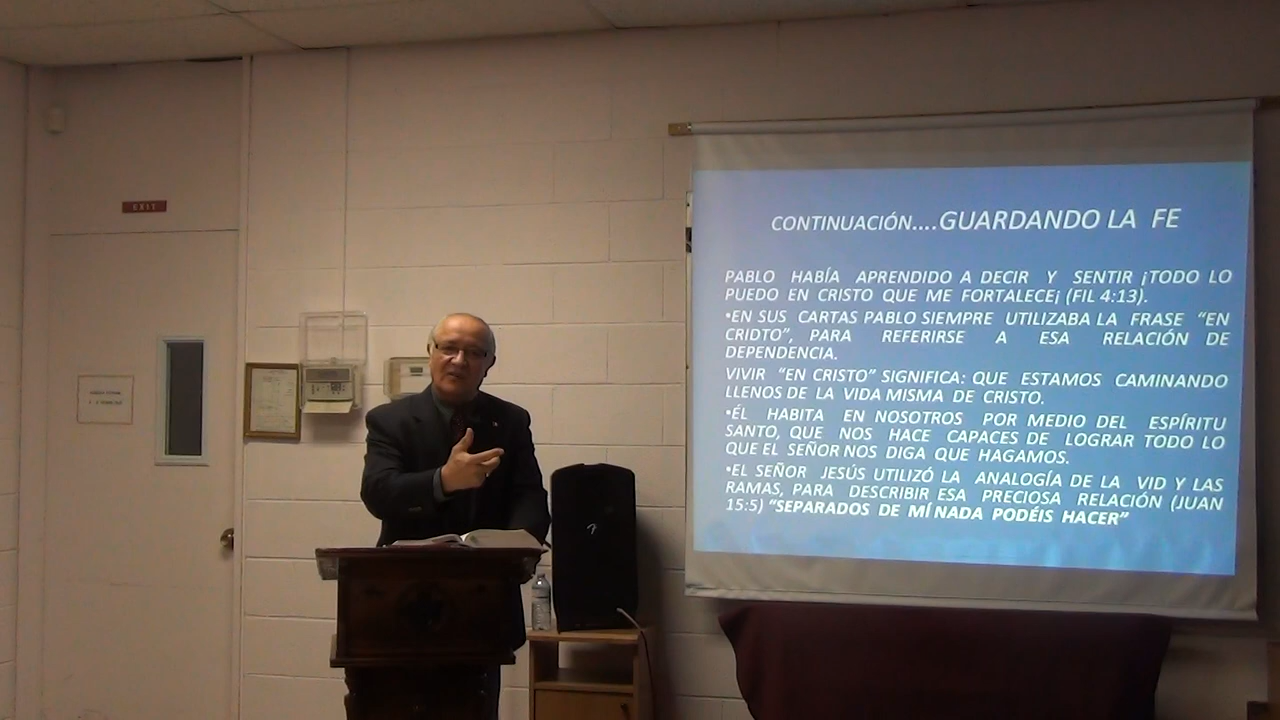 EXIT
CONTINUACIÓN....GUARDANDO LA FE
PABLO HABÍA APRENDIDO A DECIR Y SENTIR ¡TODO LO
PUEDO EN CRISTO QUE ME FORTALECE¡ (FIL 4:13).
•EN SUS CARTAS PABLO SIEMPRE UTILIZABA LA FRASE “EN
CRIDTO”, PARA REFERIRSE A ESA RELACIÓN DE
DEPENDENCIA.
VIVIR “EN CRISTO” SIGNIFICA: QUE ESTAMOS CAMINANDO
LLENOS DE LA VIDA MISMA DE CRISTO.
•ÉL HABITA EN NOSOTROS POR MEDIO DEL ESPÍRITU
SANTO, QUE NOS HACE CAPACES DE LOGRAR TODO LO
QUE EL SEÑOR NOS DIGA QUE HAGAMOS.
•EL SEÑOR JESÚS UTILIZÓ LA ANALOGÍA DE LA VID Y LAS
RAMAS, PARA DESCRIBIR ESA PRECIOSA RELACIÓN (JUAN
15:5) “SEPARADOS DE MÍ NADA PODÉIS HACER”